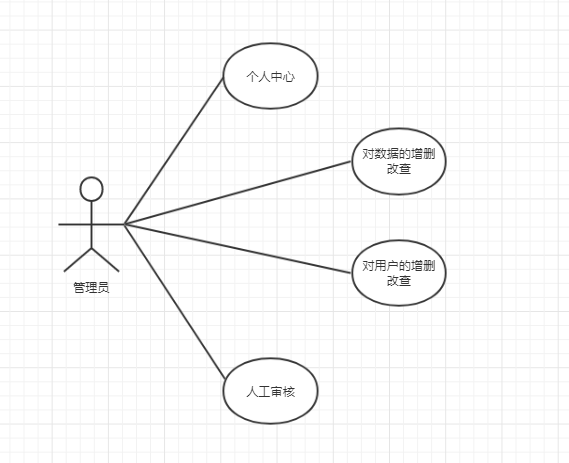 个人中心
对数据的增删
改查
对用户的增删
改查
管理员
人工审核